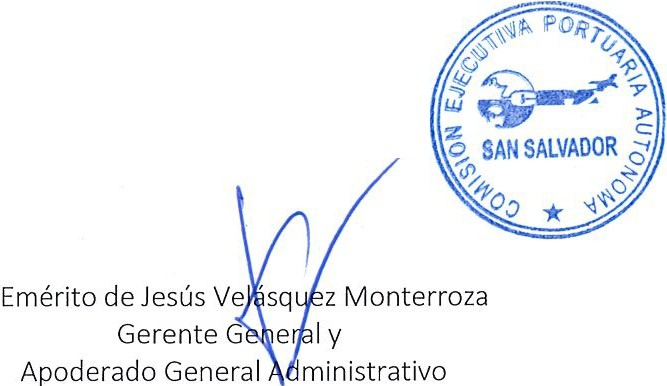 COMISION EJECUTIVA PORTUARIA AUTONOMA
SAN SALVADOR
Emérito de Jesús Velásquez Monterroza
Gerente General y
Apoderado General Administrativo